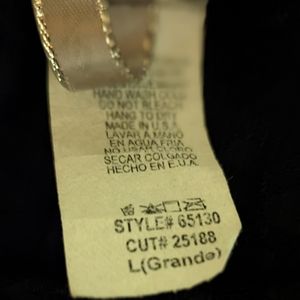 HAND WASH COLD
DO NOT BLEACH
HANG TO DRY
MADE IN U.S.A.
LAVAR A MANO
EN AGUA FRIA
NO USAR CLORO
SECAR COLGADO
HECHO EN E.U.A.
STYLE# 65130
CUT# 25188
L(Grande)